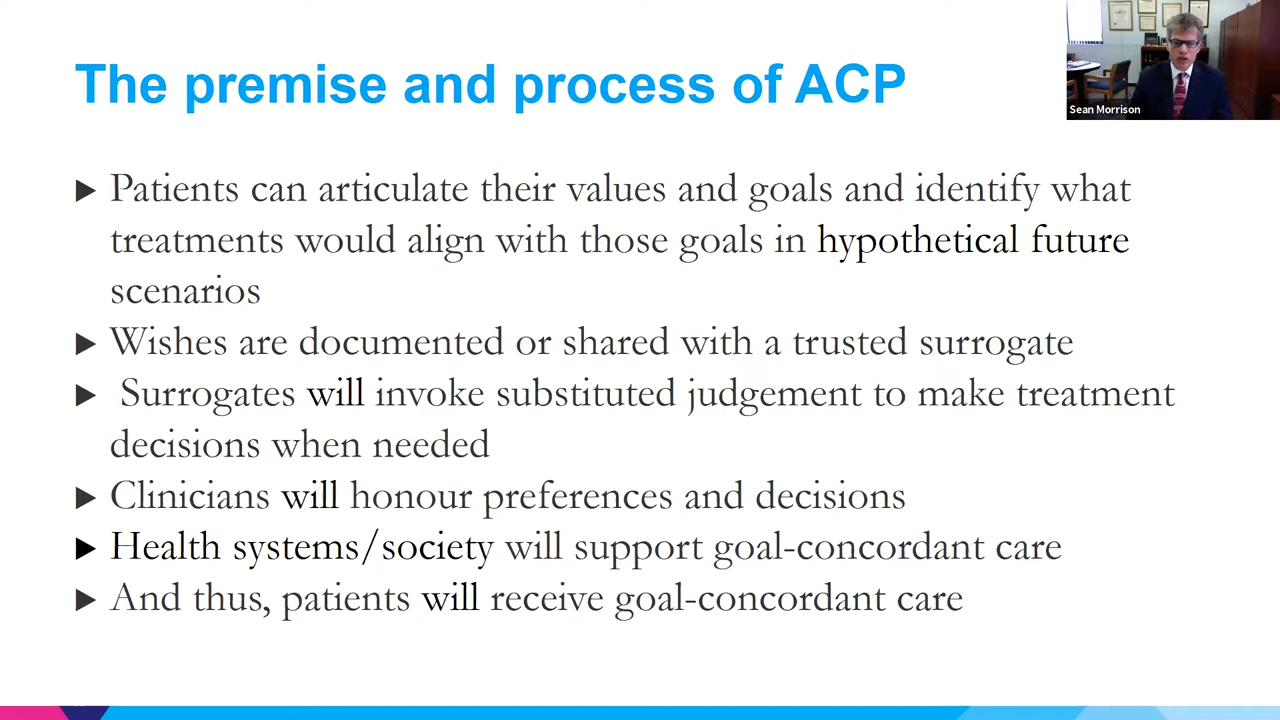 The premise and process of ACP
Sean Morrison
▶ Patients can articulate their values and goals and identify what
treatments would align with those goals in hypothetical future
scenarios
▶ Wishes are documented or shared with a trusted surrogate
▶ Surrogates will invoke substituted judgement to make treatment
decisions when needed
▶ Clinicians will honour preferences and decisions
▶ Health systems/society will support goal-concordant care
▶ And thus, patients will receive goal-concordant care